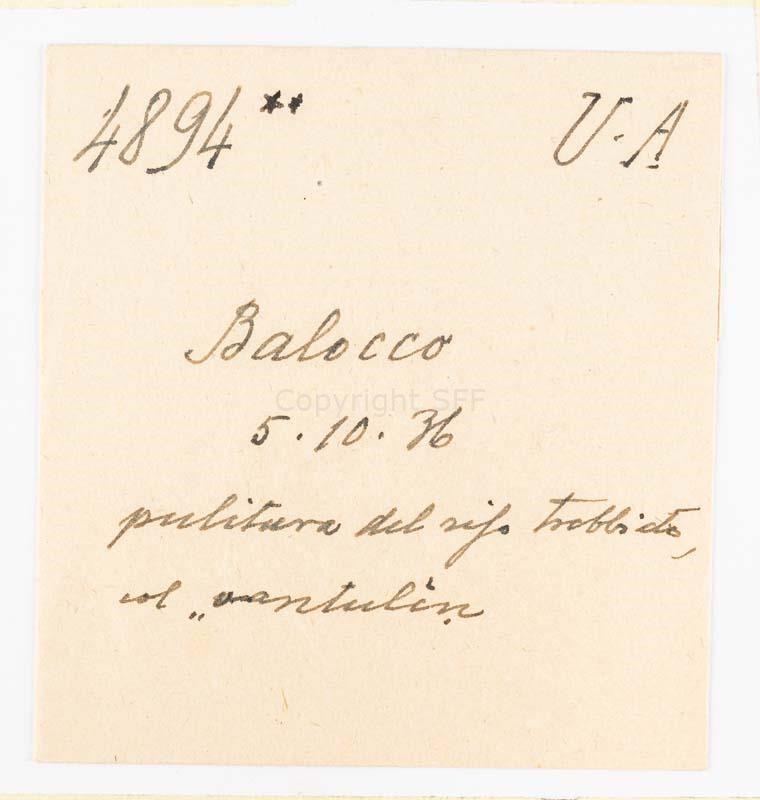 4894** U.A
Balocco
Copyright SFF
5.10.36
pulitura del riso trebbiato,
col „vantulin